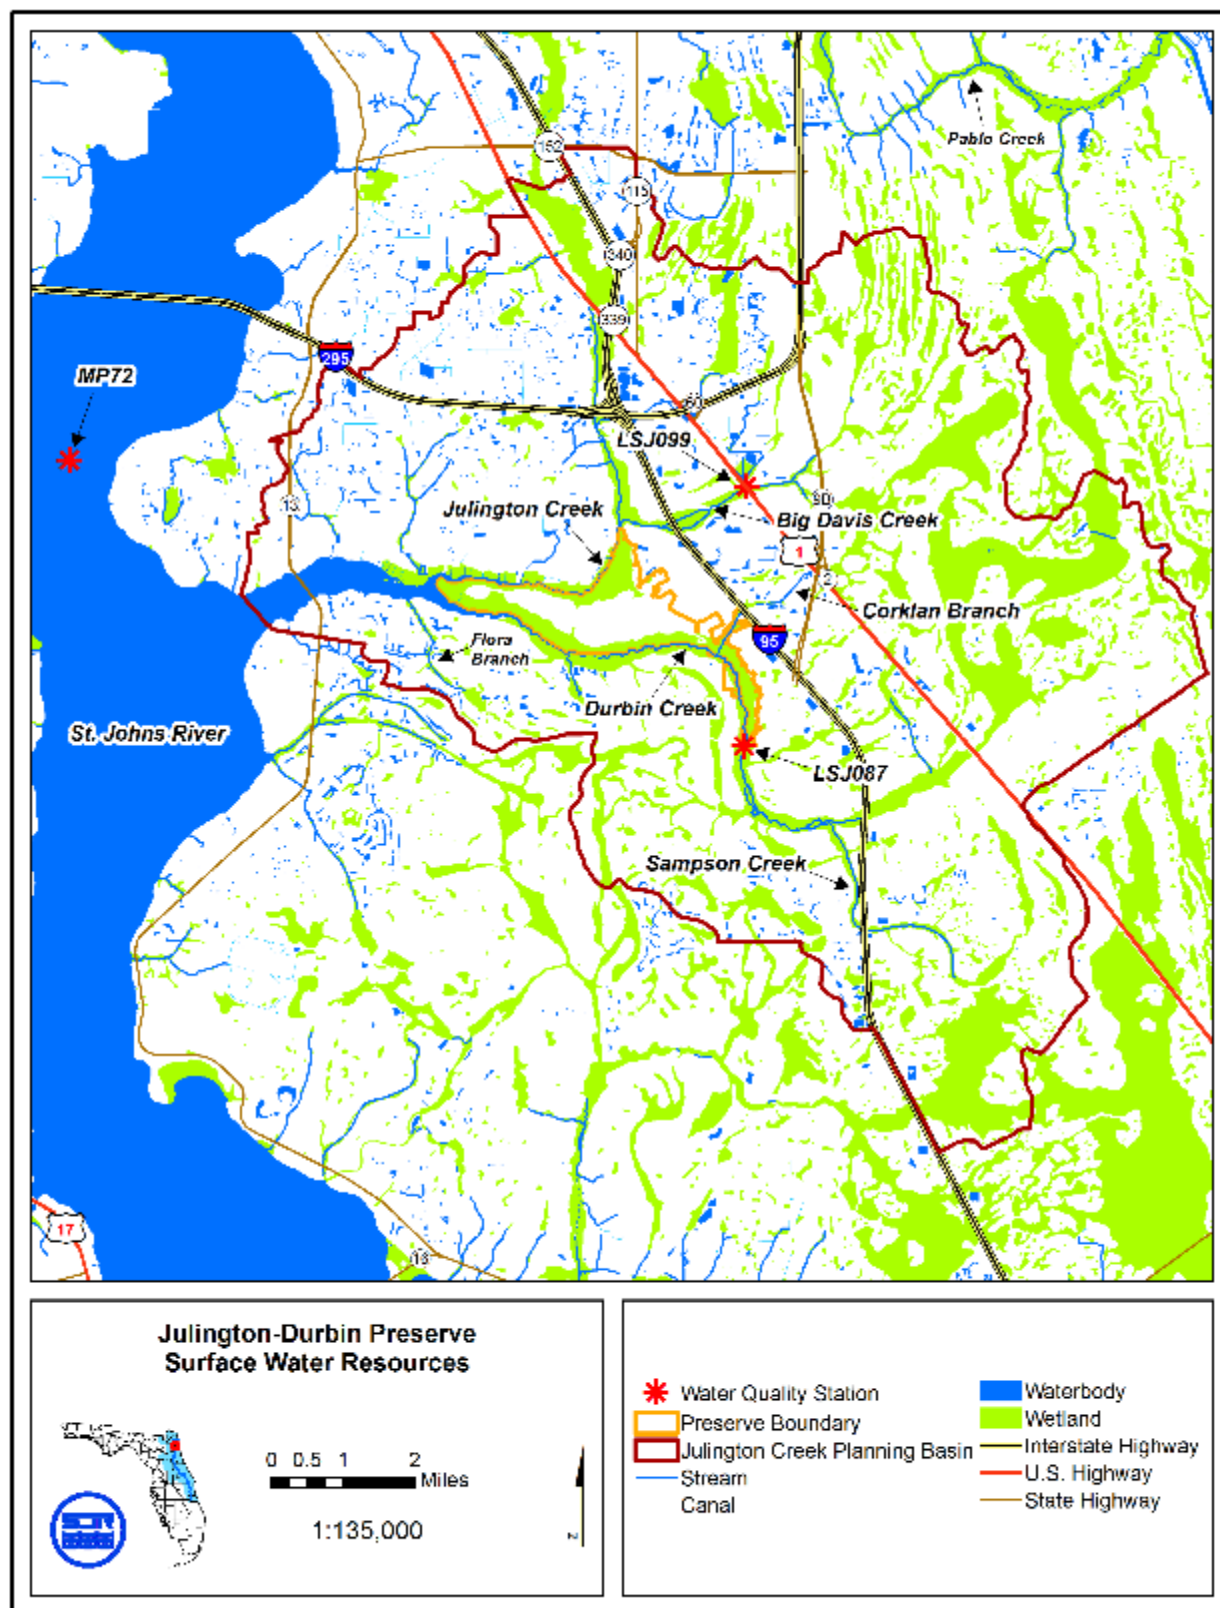 Pablo Creek
152
115
340
339
295
MP72
60
LSJ099
13
Julington Creek
9B
Big Davis Creek
1
2
Corklan Branch
95
Flora
Branch
Durbin Creek
St. Johns River
LSJ087
Sampson Creek
17
16
Julington-Durbin Preserve
Surface Water Resources
0 0.5 1 2
Miles
1:135,000
Water Quality Station
Preserve Boundary
Julington Creek Planning Basin
Stream
Canal
Waterbody
Wetland
Interstate Highway
U.S. Highway
State Highway